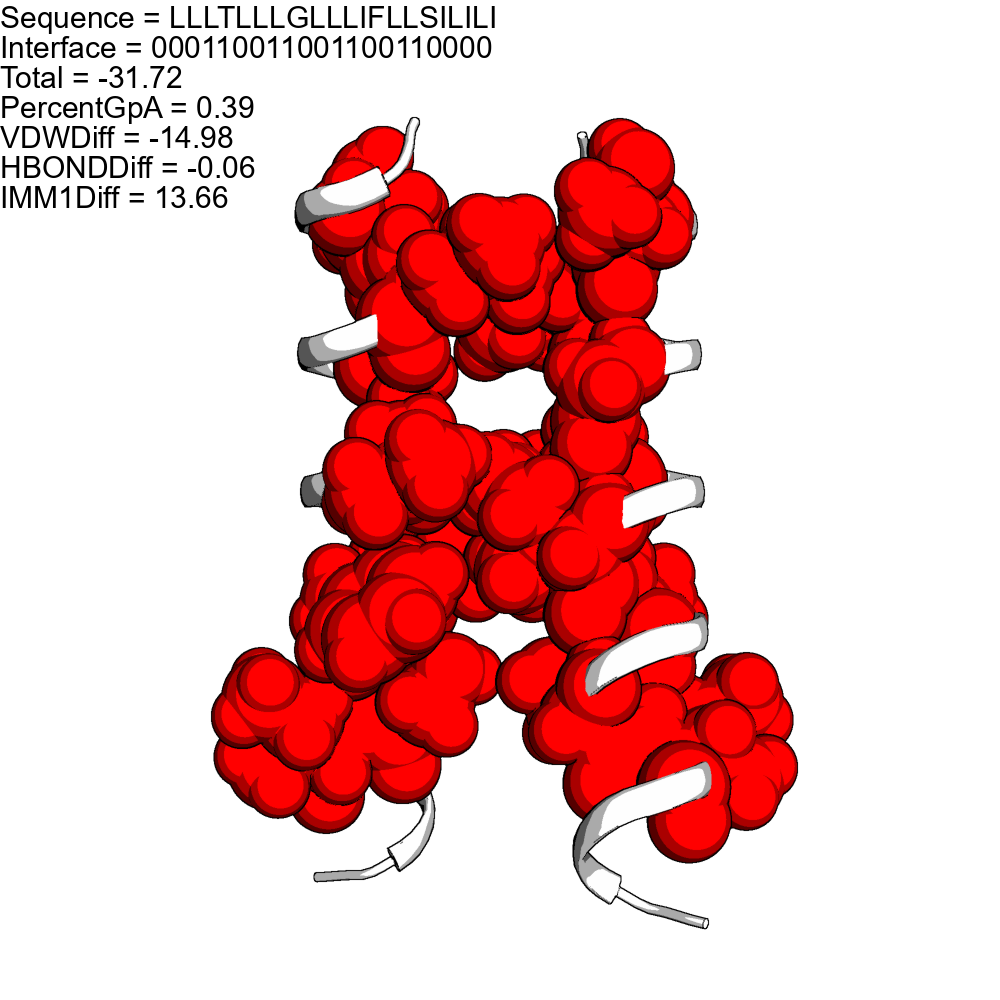 Sequence = LLLTLLLGLLLIFLLSILILI
Interface = 000110011001100110000
Total = -31.72
PercentGpA = 0.39
VDWDiff = -14.98
HBONDDiff = -0.06
IMM1Diff = 13.66